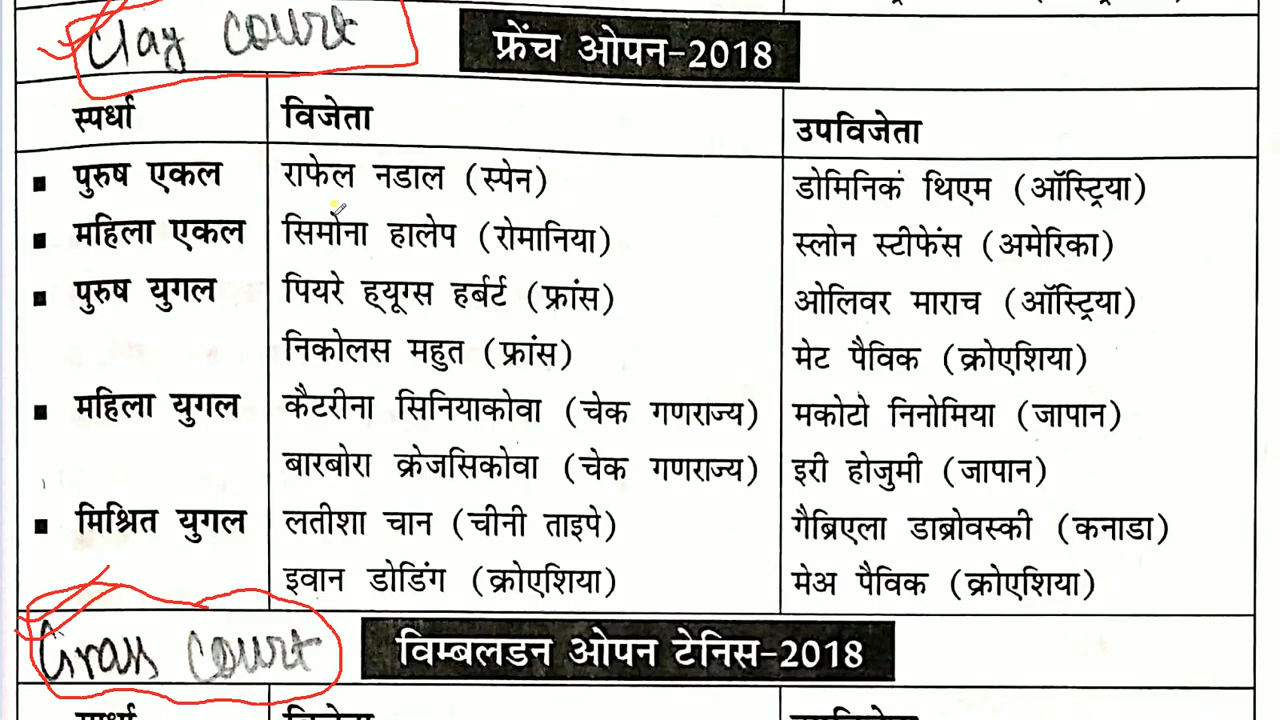 Clay court
फ्रेंच ओपन-2018
स्पर्धा विजेता उपविजेता
▪ पुरुष एकल राफेल नडाल (स्पेन) डोमिनिक थिएम (ऑस्ट्रिया)
▪ महिला एकल सिमोना हालेप (रोमानिया) स्लोन स्टीफेंस (अमेरिका)
▪ पुरुष युगल पियरे ह्यूग्स हर्बर्ट (फ्रांस) ओलिवर माराच (ऑस्ट्रिया)
निकोलस महुत (फ्रांस) मेट पैविक (क्रोएशिया)
▪ महिला युगल कैटरीना सिनियाकोवा (चेक गणराज्य) मकोटो निनोमिया (जापान)
बारबोरा क्रेजसिकोवा (चेक गणराज्य) इरी होजुमी (जापान)
▪ मिश्रित युगल लतीशा चान (चीनी ताइपे) गैब्रिएला डाब्रोवस्की (कनाडा)
इवान डोडिंग (क्रोएशिया) मेअ पैविक (क्रोएशिया)
Grass court
विम्बलडन ओपन टेनिस-2018